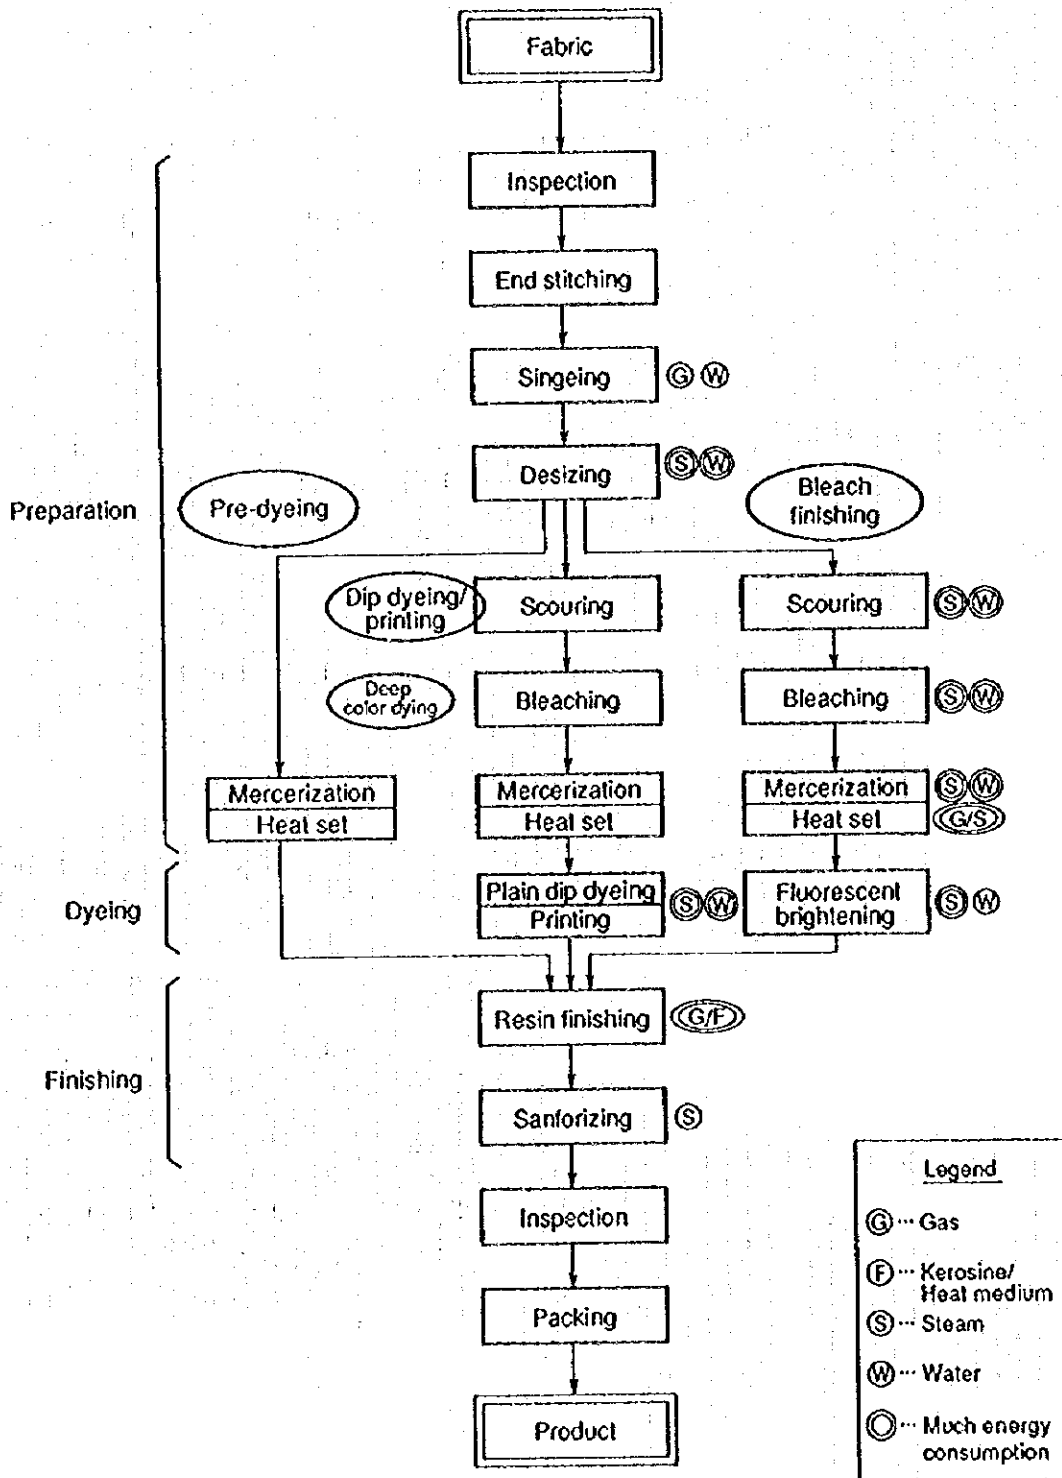 Fabric
Inspection
End stitching
Singeing G W
Desizing S W
Preparation
Pre-dyeing
Bleach
finishing
Dip dyeing/
printing
Scouring
Scouring S W
Deep
color dying
Bleaching
Bleaching S W
Mercerization
Heat set
Mercerization
Heat set
Mercerization S W
Heat set G/S
Dyeing
Plain dip dyeing
Printing
S W
Fluorescent
brightening
S W
Resin finishing G/F
Finishing
Sanforizing S
Inspection
Packing
Product
Legend
G ... Gas
F ... Kerosine/
Heat medium
S ... Steam
W ... Water
... Much energy
consumption